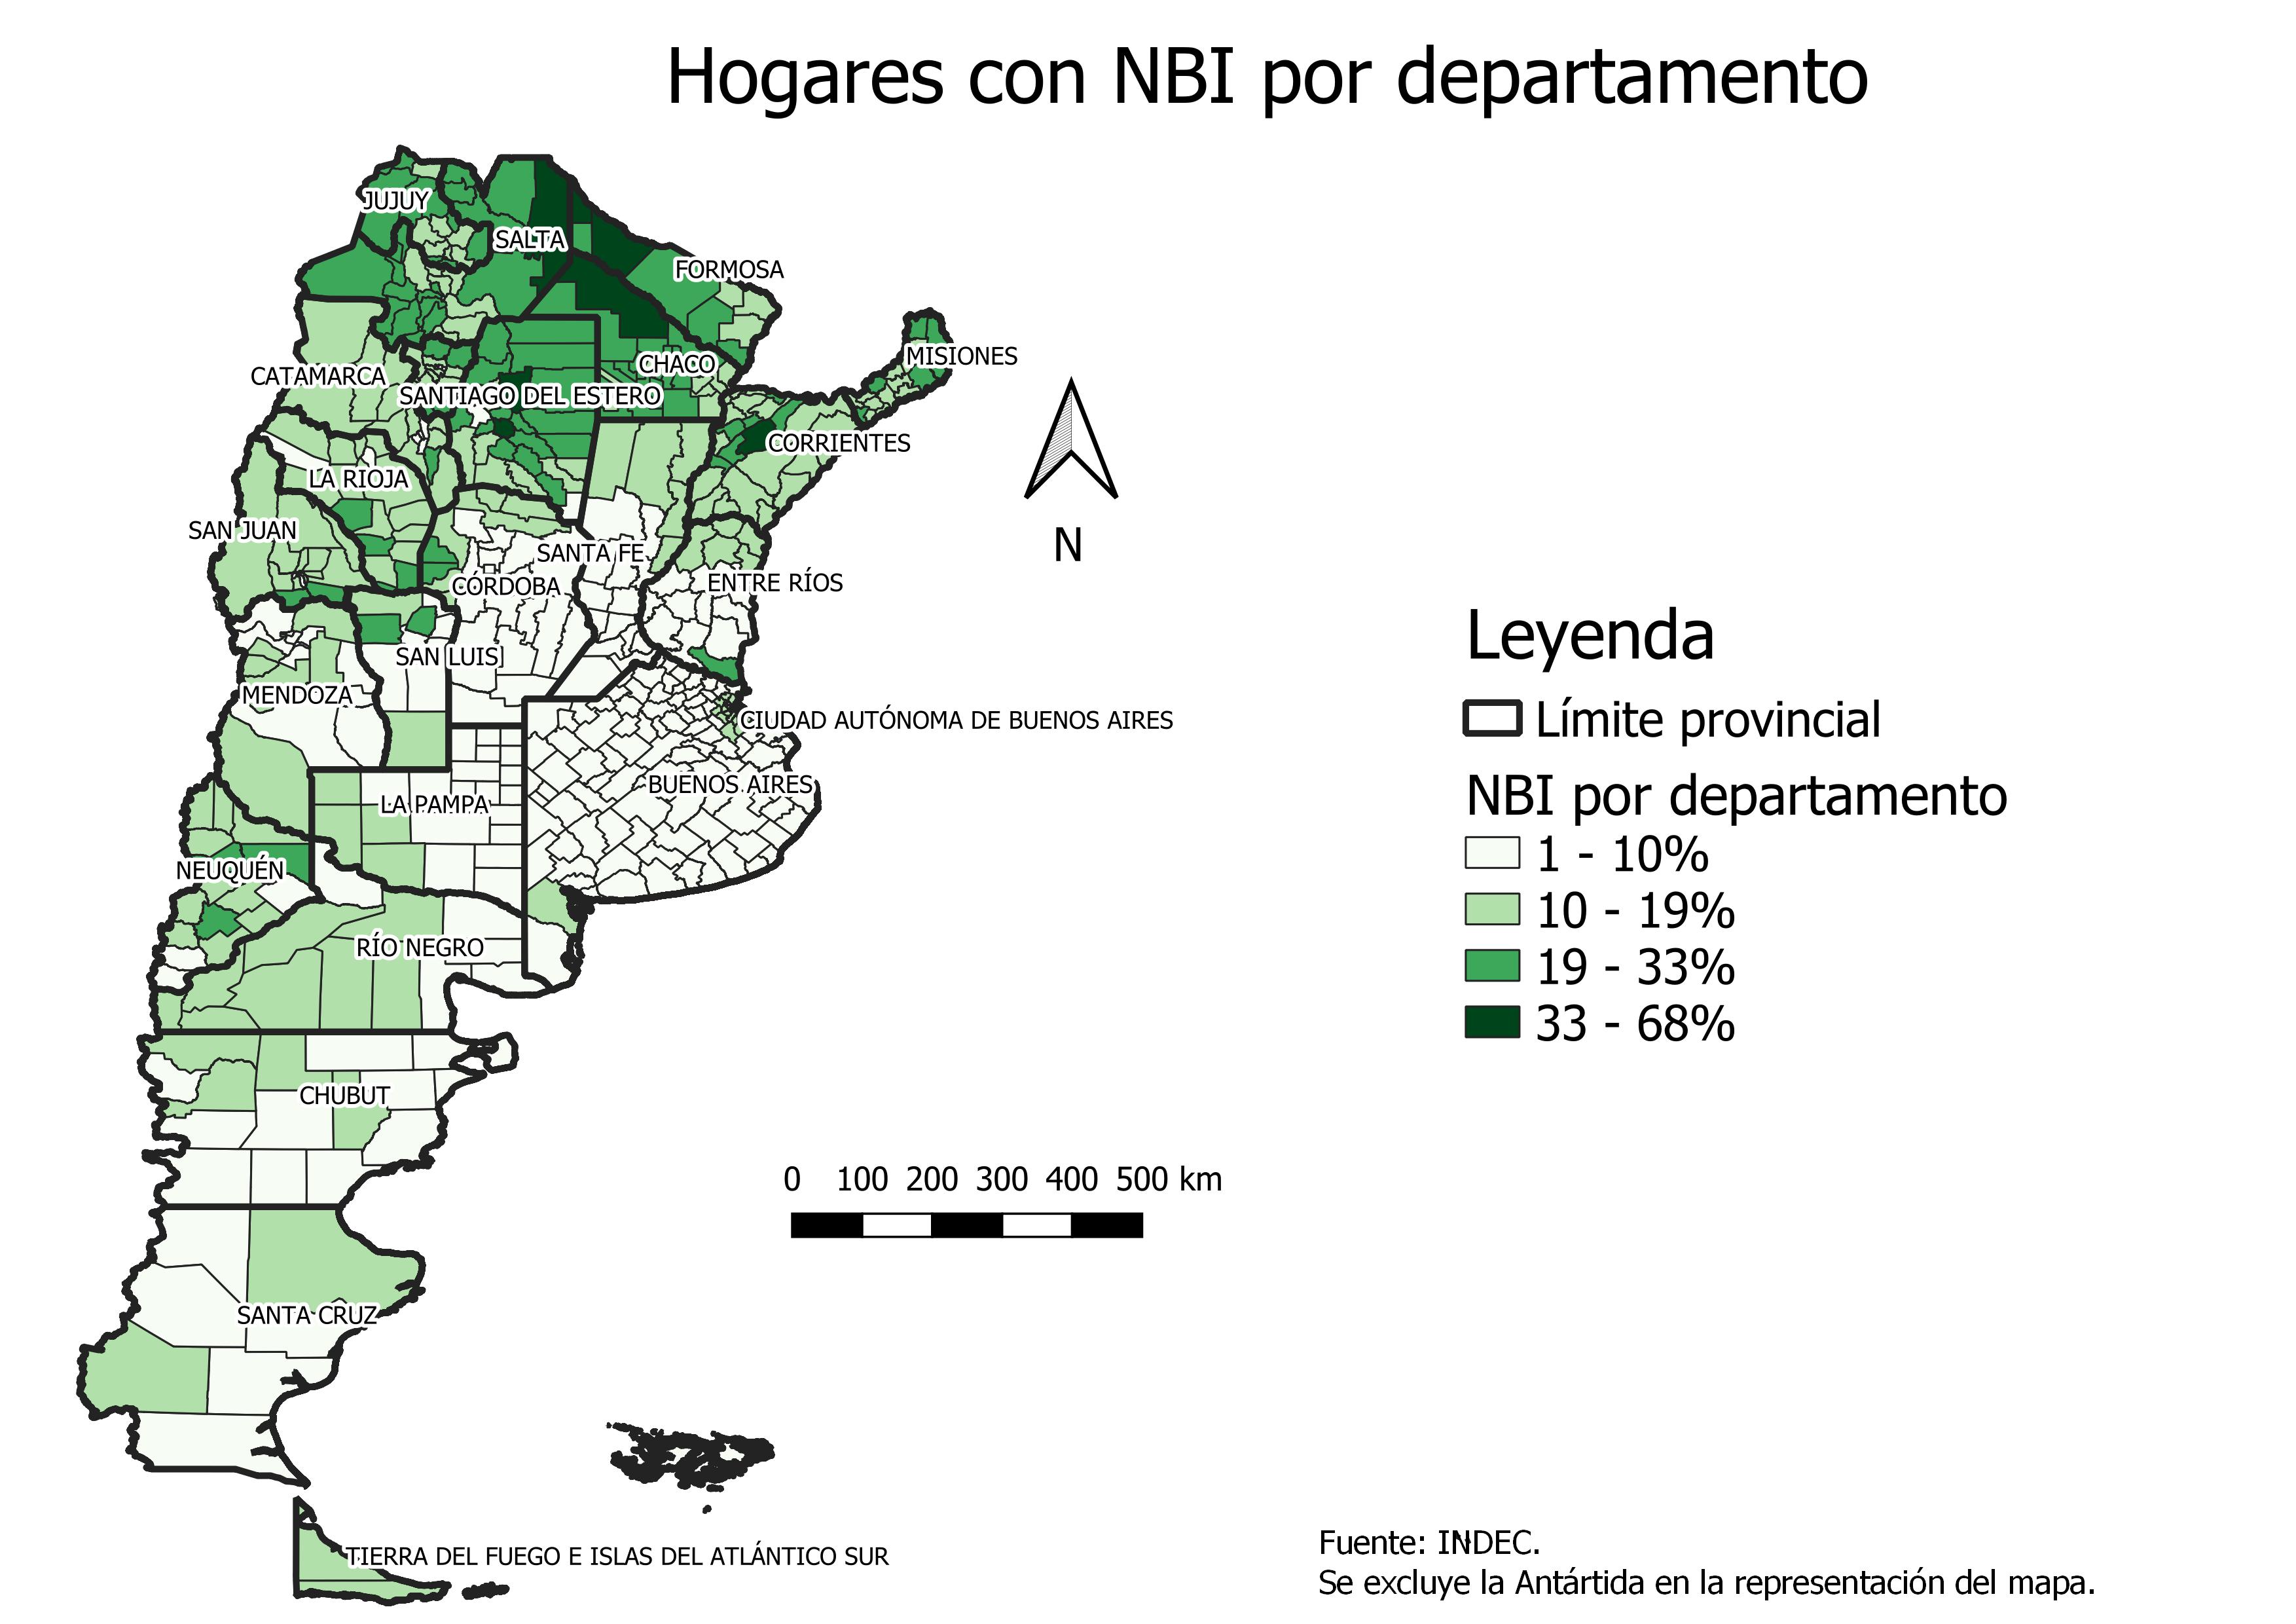 Hogares con NBI por departamento
JUJUY
SALTA
FORMOSA
MISIONES
CHACO
CATAMARCA
SANTIAGO DEL ESTERO
CORRIENTES
LA RIOJA
SAN JUAN
SANTA FE
CÓRDOBA
ENTRE RÍOS
SAN LUIS
MENDOZA
CIUDAD AUTÓNOMA DE BUENOS AIRES
BUENOS AIRES
LA PAMPA
NEUQUÉN
RÍO NEGRO
CHUBUT
SANTA CRUZ
TIERRA DEL FUEGO E ISLAS DEL ATLÁNTICO SUR
N
Leyenda
Límite provincial
NBI por departamento
1 - 10%
10 - 19%
19 - 33%
33 - 68%
0 100 200 300 400 500 km
Fuente: INDEC.
Se excluye la Antártida en la representación del mapa.